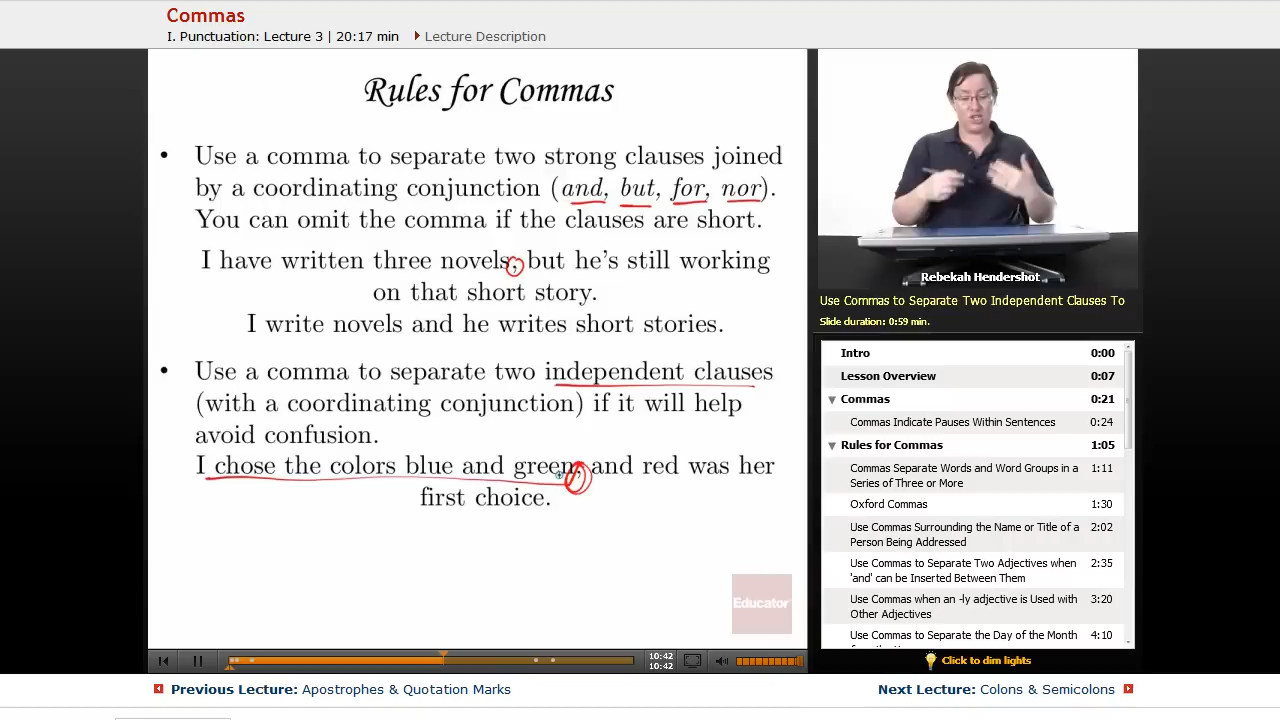 Commas
I. Punctuation: Lecture 3 | 20:17 min Lecture Description
Rules for Commas
• Use a comma to separate two strong clauses joined
by a coordinating conjunction (and, but, for, nor).
You can omit the comma if the clauses are short.
I have written three novels, but he's still working
on that short story.
I write novels and he writes short stories.
• Use a comma to separate two independent clauses
(with a coordinating conjunction) if it will help
avoid confusion.
I chose the colors blue and green, and red was her
first choice.
Educator
Rebekah Hendershot
Use Commas to Separate Two Independent Clauses To
Slide duration: 0:59 min.
Intro 0:00
Lesson Overview 0:07
Commas 0:21
Commas Indicate Pauses Within Sentences 0:24
Rules for Commas 1:05
Commas Separate Words and Word Groups in a 1:11
Series of Three or More
Oxford Commas 1:30
Use Commas Surrounding the Name or Title of a 2:02
Person Being Addressed
Use Commas to Separate Two Adjectives when 2:35
'and' can be Inserted Between Them
Use Commas when an -ly adjective is Used with 3:20
Other Adjectives
Use Commas to Separate the Day of the Month 4:10
10:42
10:42
Click to dim lights
Previous Lecture: Apostrophes & Quotation Marks
Next Lecture: Colons & Semicolons